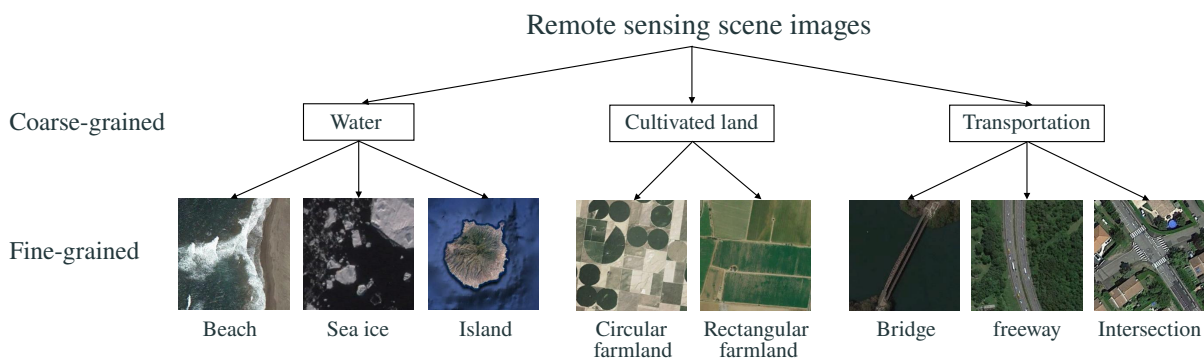 Remote sensing scene images
Coarse-grained
Water
Cultivated land
Transportation
Fine-grained
Beach
Sea ice
Island
Circular
farmland
Rectangular
farmland
Bridge
freeway
Intersection